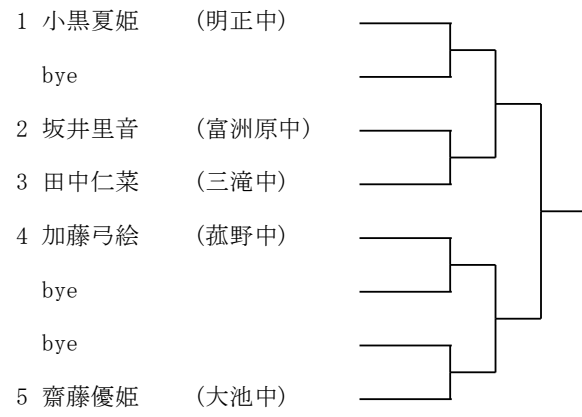 1 小黒夏姫 (明正中)
bye
2 坂井里音 (富洲原中)
3 田中仁菜 (三滝中)
4 加藤弓絵 (菰野中)
bye
bye
5 齋藤優姫 (大池中)